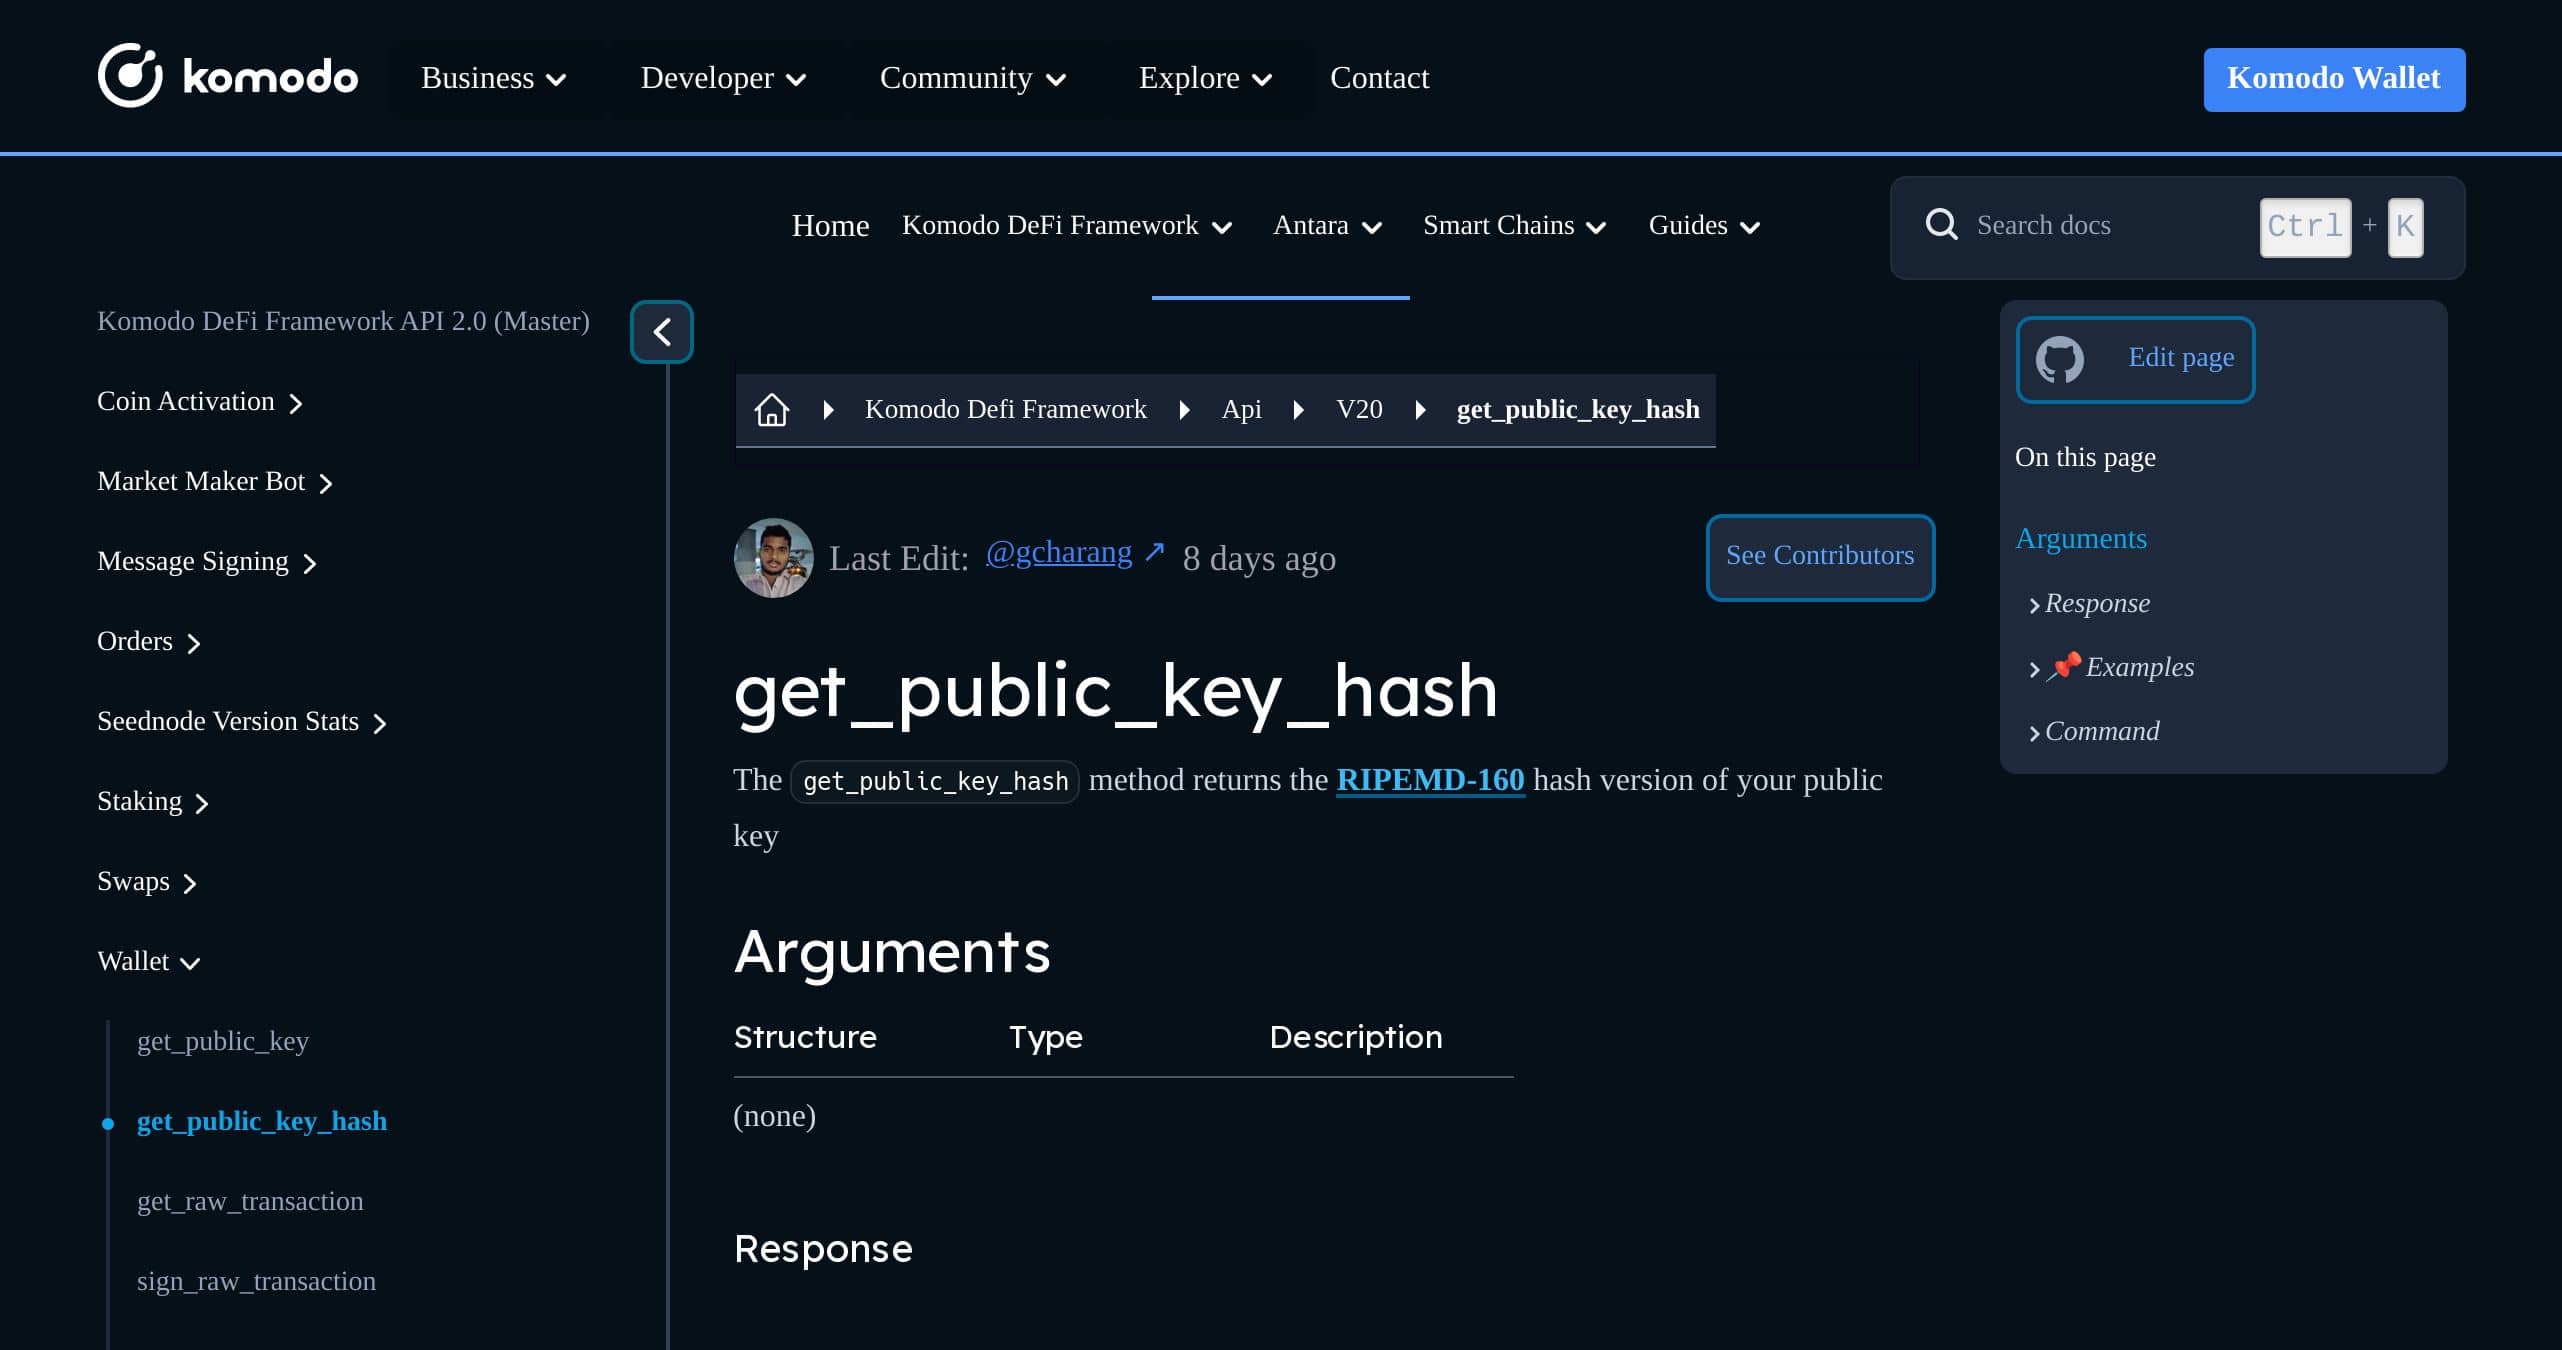 komodo
Business
Developer
Community
Explore
Contact
Komodo Wallet
Home
Komodo DeFi Framework
Antara
Smart Chains
Guides
Search docs
Ctrl + K
Komodo DeFi Framework API 2.0 (Master)
Coin Activation
Market Maker Bot
Message Signing
Orders
Seednode Version Stats
Staking
Swaps
Wallet
get_public_key
get_public_key_hash
get_raw_transaction
sign_raw_transaction
Komodo Defi Framework
Api
V20
get_public_key_hash
Last Edit: @gcharang ↗ 8 days ago
See Contributors
get_public_key_hash
The get_public_key_hash method returns the RIPEMD-160 hash version of your public
key
Arguments
Structure Type Description
(none)
Response
Edit page
On this page
Arguments
Response
📌 Examples
Command